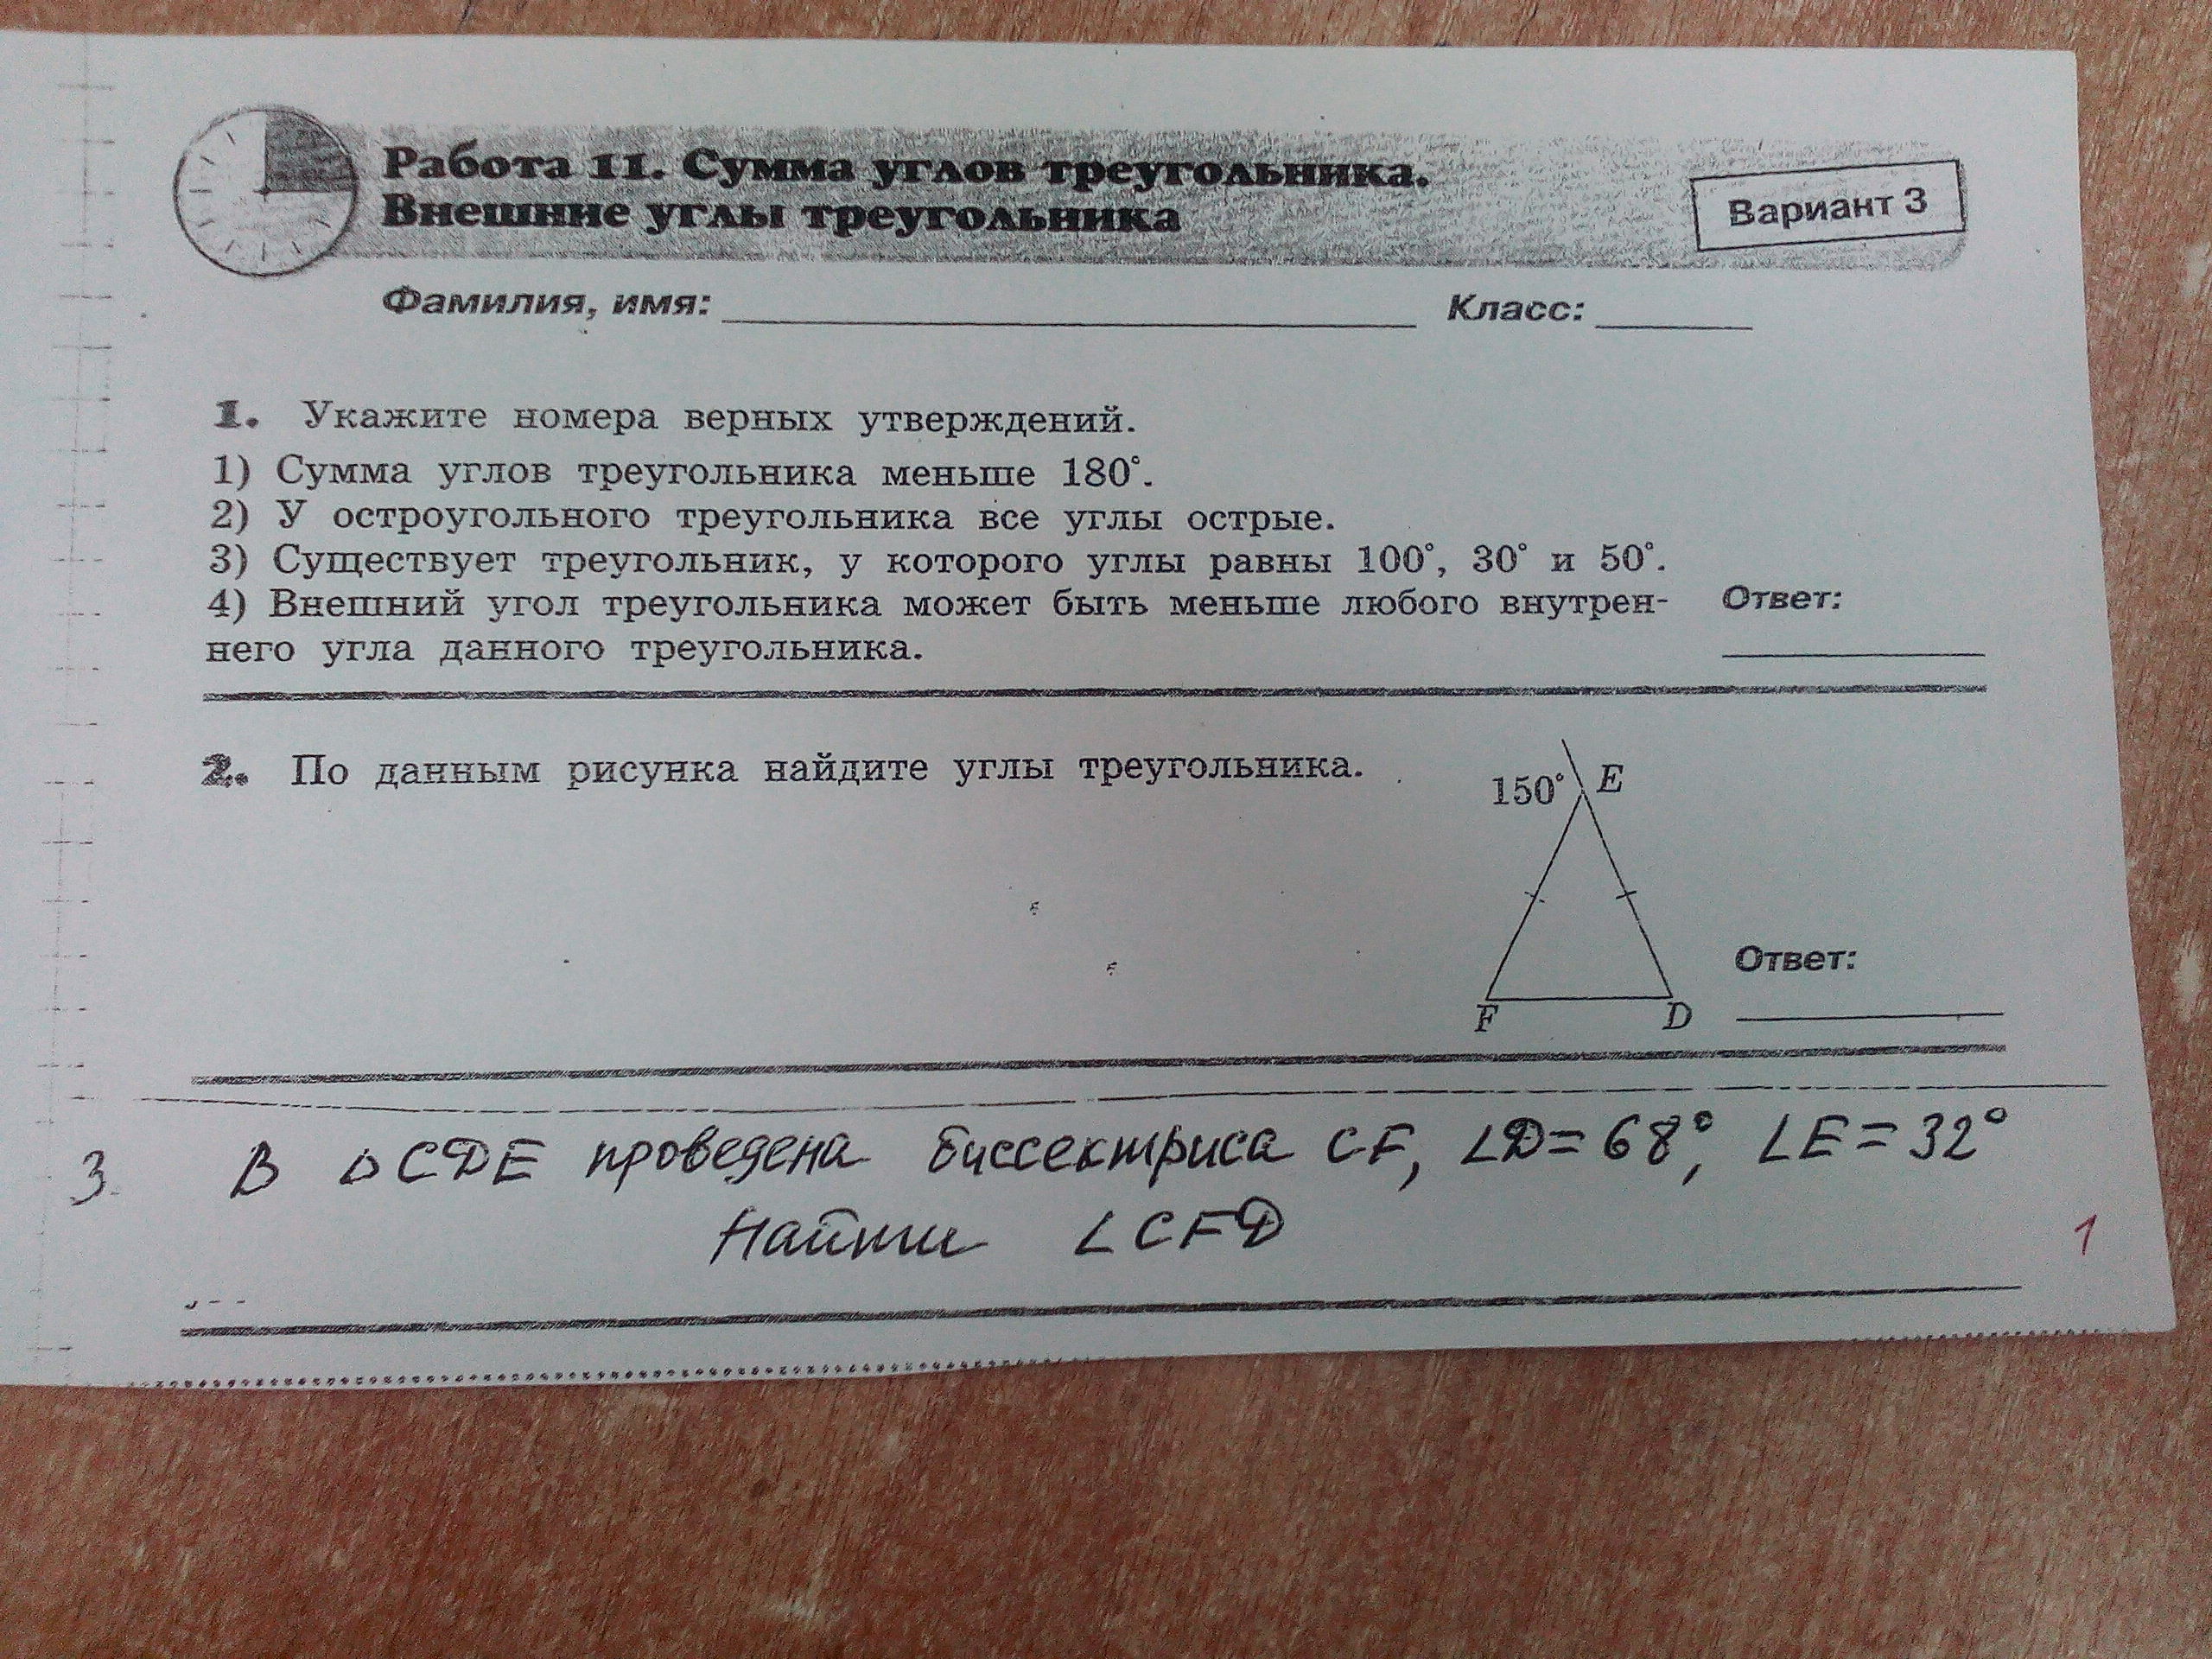 Работа 11. Сумма углов треугольника.
Внешние углы треугольника
Вариант 3
Фамилия, имя: Класс:
1. Укажите номера верных утверждений.
1) Сумма углов треугольника меньше 180°.
2) У остроугольного треугольника все углы острые.
3) Существует треугольник, у которого углы равны 100°, 30° и 50°.
4) Внешний угол треугольника может быть меньше любого внутрен-
него угла данного треугольника.
Ответ:
2. По данным рисунка найдите углы треугольника.
150° E
F D
Ответ:
3. В △CDE проведена биссектриса CF, ∠D = 68°, ∠E = 32°
Найти ∠CFD
1